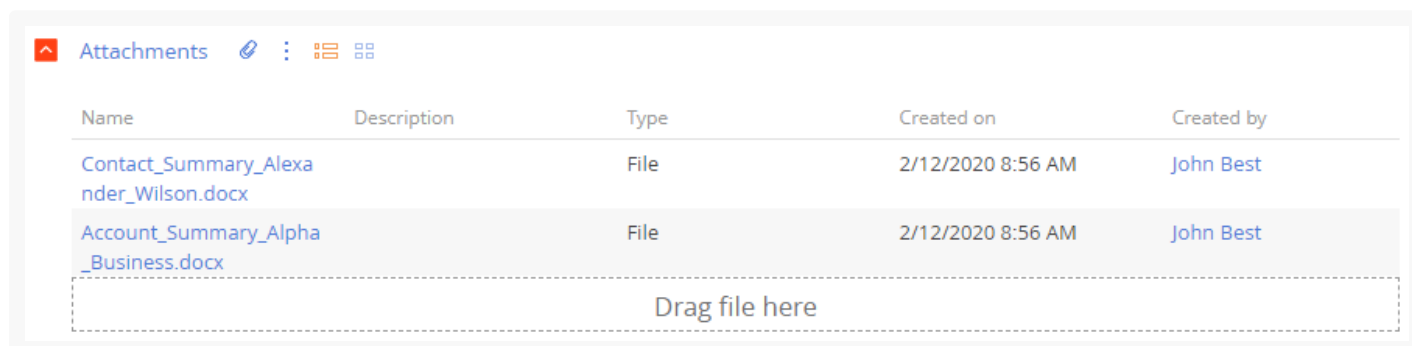 Attachments
Name Description Type Created on Created by
Contact_Summary_Alexa File 2/12/2020 8:56 AM John Best
nder_Wilson.docx
Account_Summary_Alpha File 2/12/2020 8:56 AM John Best
_Business.docx
Drag file here